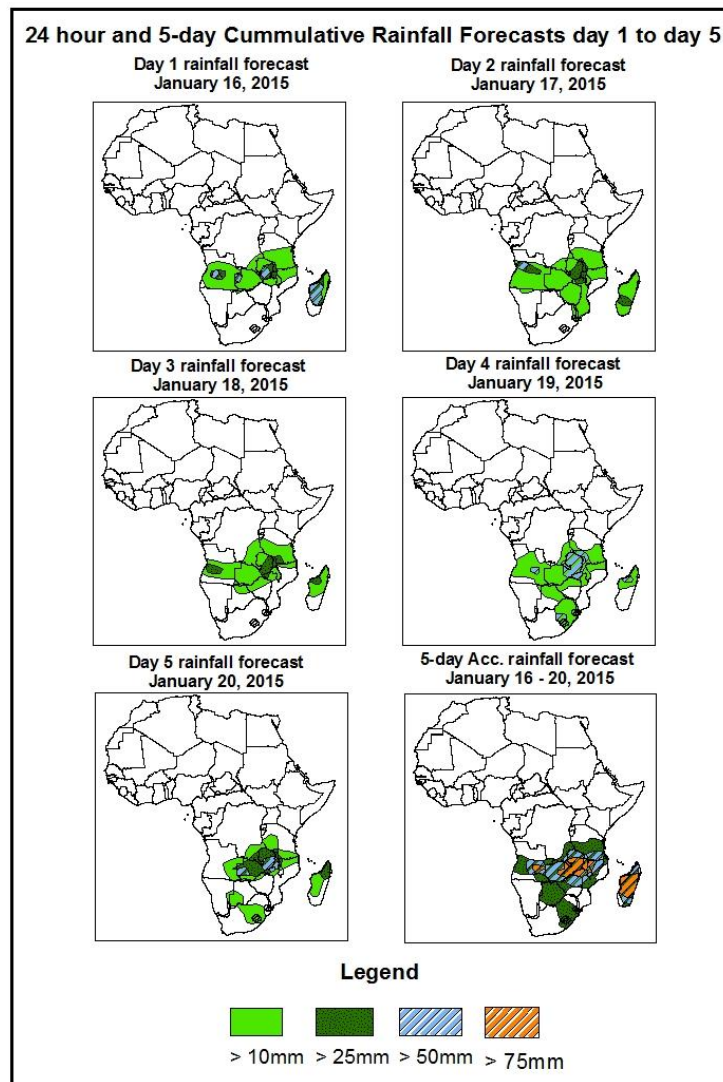 24 hour and 5-day Cummulative Rainfall Forecasts day 1 to day 5
Day 1 rainfall forecast
January 16, 2015
Day 2 rainfall forecast
January 17, 2015
Day 3 rainfall forecast
January 18, 2015
Day 4 rainfall forecast
January 19, 2015
Day 5 rainfall forecast
January 20, 2015
5-day Acc. rainfall forecast
January 16 - 20, 2015
Legend
> 10mm > 25mm > 50mm > 75mm